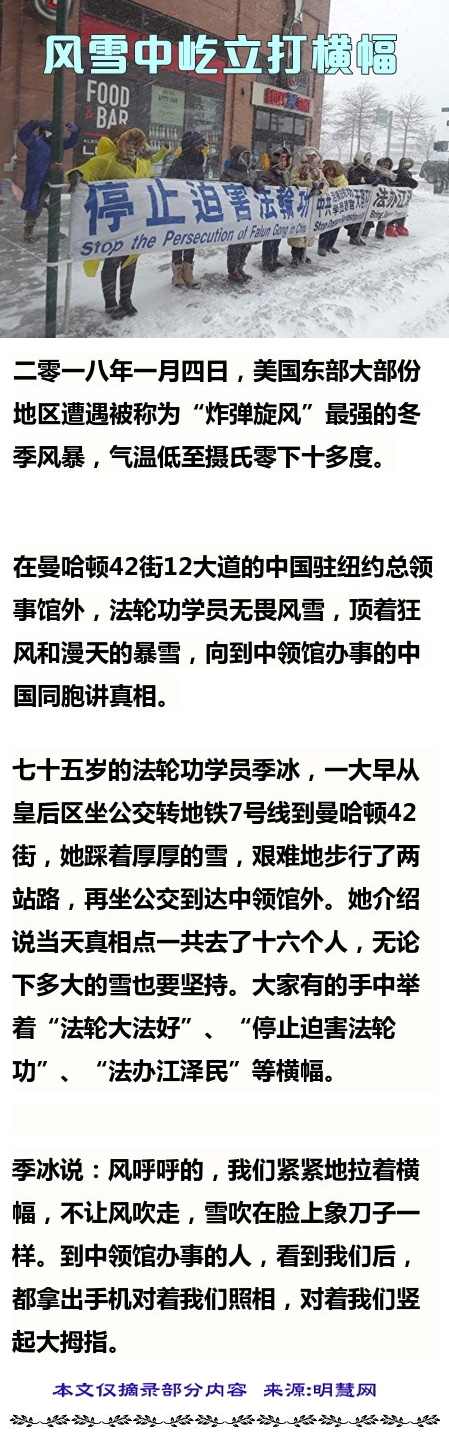 风雪中屹立打横幅
FOOD
& BAR
停止迫害法轮功
Stop the Persecution of Falun Gong in China
法办江
Bring
二零一八年一月四日，美国东部大部份
地区遭遇被称为“炸弹旋风”最强的冬
季风暴，气温低至摄氏零下十多度。
在曼哈顿42街12大道的中国驻纽约总领
事馆外，法轮功学员无畏风雪，顶着狂
风和漫天的暴雪，向到中领馆办事的中
国同胞讲真相。
七十五岁的法轮功学员季冰，一大早从
皇后区坐公交转地铁7号线到曼哈顿42
街，她踩着厚厚的雪，艰难地步行了两
站路，再坐公交到达中领馆外。她介绍
说当天真相点一共去了十六个人，无论
下多大的雪也要坚持。大家有的手中举
着“法轮大法好”、“停止迫害法轮
功”、“法办江泽民”等横幅。
季冰说：风呼呼的，我们紧紧地拉着横
幅，不让风吹走，雪吹在脸上象刀子一
样。到中领馆办事的人，看到我们后，
都拿出手机对着我们照相，对着我们竖
起大拇指。
本文仅摘录部分内容 来源:明慧网